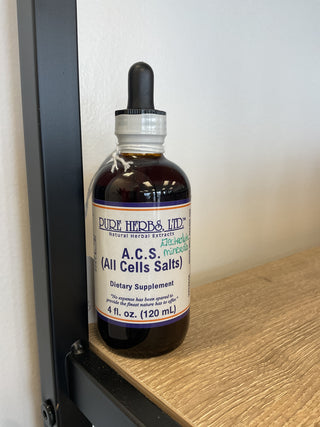 PURE HERBS, LTD.™
Natural Herbal Extracts
A.C.S.
(All Cells Salts)
Dietary Supplement
"No expense has been spared to
provide the finest nature has to offer."
4 fl. oz. (120 mL)